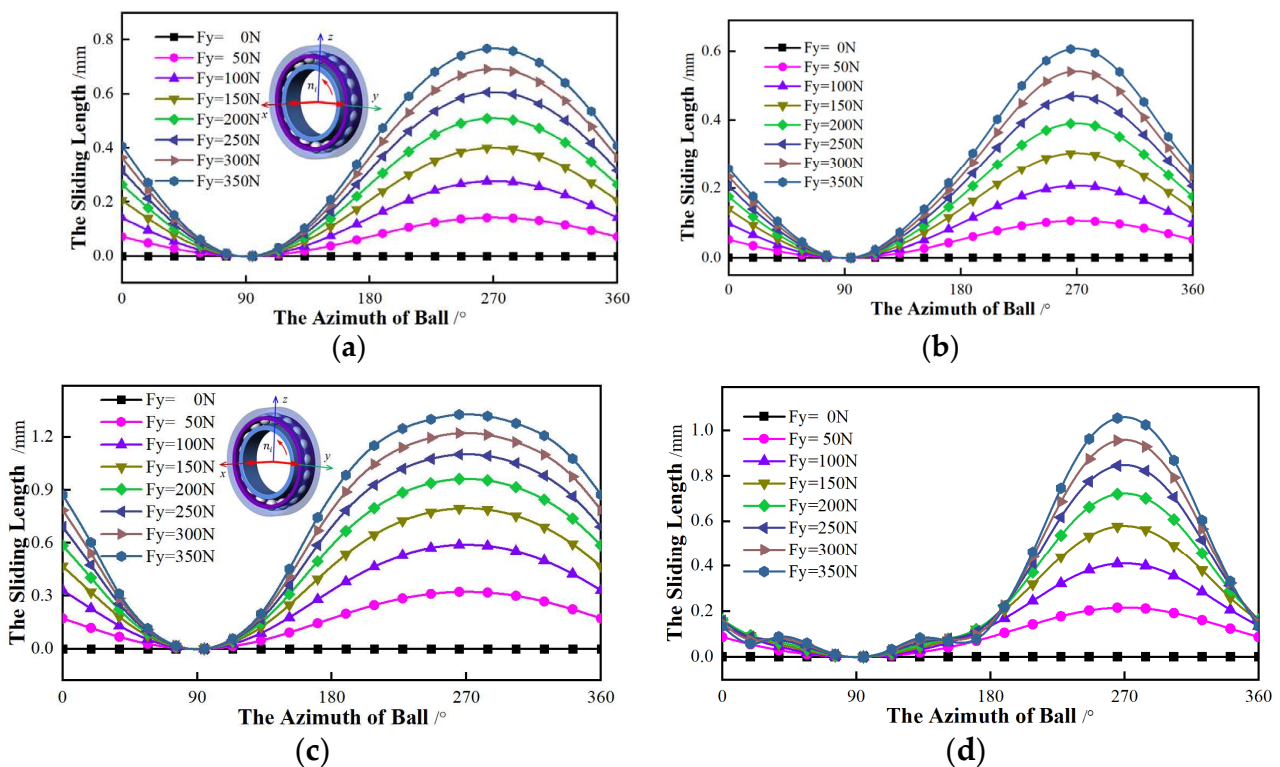 The Sliding Length /mm
0.8
0.6
0.4
0.2
0.0
Fy= 0N
Fy= 50N
Fy=100N
Fy=150N
Fy=200N
Fy=250N
Fy=300N
Fy=350N
z
n_i
x
y
0 90 180 270 360
The Azimuth of Ball /°
(a)
The Sliding Length /mm
0.6
0.4
0.2
0.0
Fy= 0N
Fy= 50N
Fy=100N
Fy=150N
Fy=200N
Fy=250N
Fy=300N
Fy=350N
0 90 180 270 360
The Azimuth of Ball /°
(b)
The Sliding Length /mm
1.2
0.9
0.6
0.3
0.0
Fy= 0N
Fy= 50N
Fy=100N
Fy=150N
Fy=200N
Fy=250N
Fy=300N
Fy=350N
z
n_i
x
y
0 90 180 270 360
The Azimuth of Ball /°
(c)
The Sliding Length /mm
1.0
0.8
0.6
0.4
0.2
0.0
Fy= 0N
Fy= 50N
Fy=100N
Fy=150N
Fy=200N
Fy=250N
Fy=300N
Fy=350N
0 90 180 270 360
The Azimuth of Ball /°
(d)